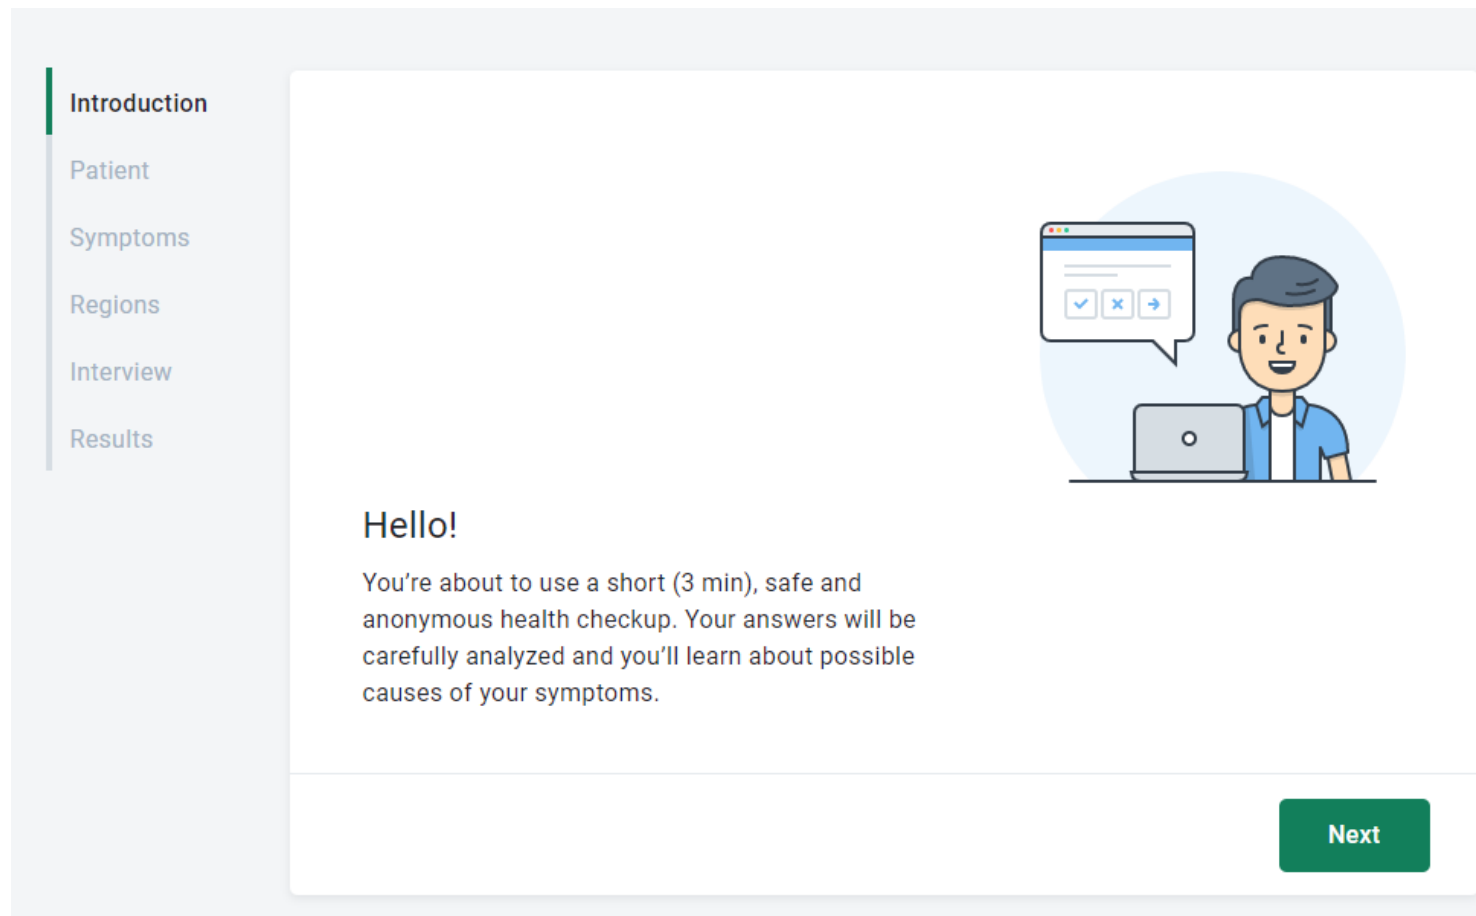 Introduction
Patient
Symptoms
Regions
Interview
Results
Hello!
You’re about to use a short (3 min), safe and
anonymous health checkup. Your answers will be
carefully analyzed and you’ll learn about possible
causes of your symptoms.
Next